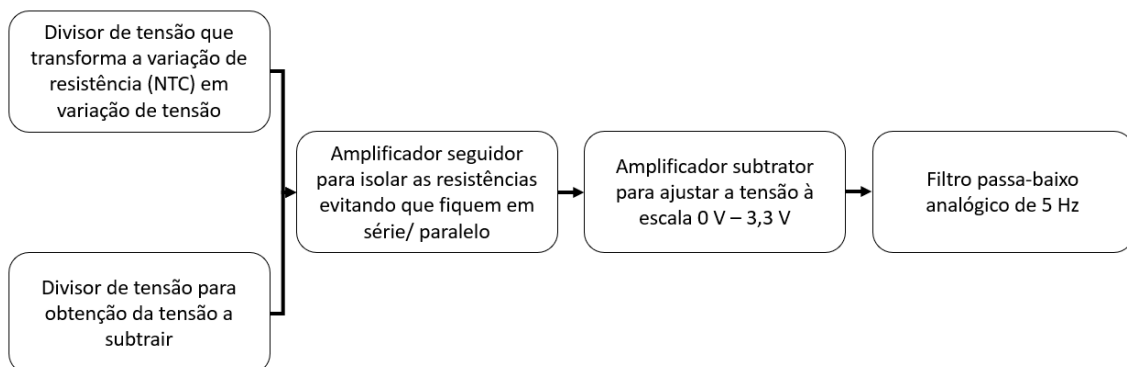 Divisor de tensão que
transforma a variação de
resistência (NTC) em
variação de tensão
Divisor de tensão para
obtenção da tensão a
subtrair
Amplificador seguidor
para isolar as resistências
evitando que fiquem em
série/ paralelo
Amplificador subtrator
para ajustar a tensão à
escala 0 V – 3,3 V
Filtro passa-baixo
analógico de 5 Hz